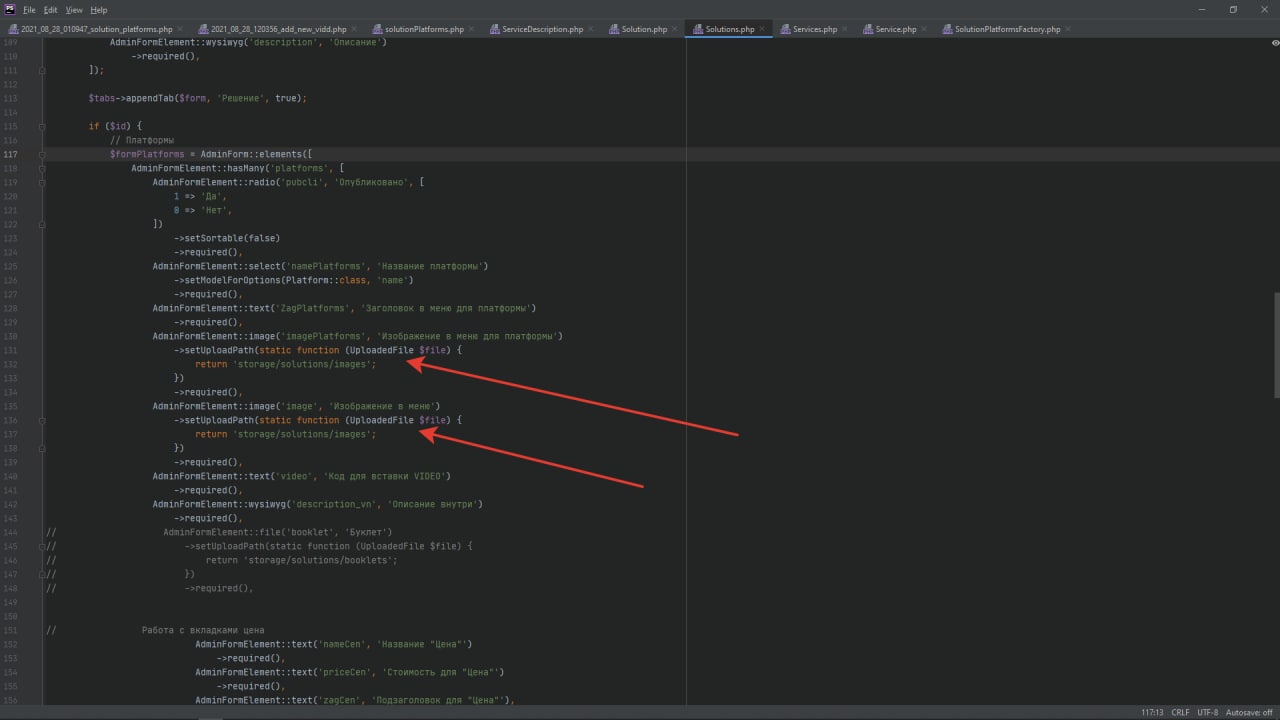 PS File Edit View Help
2021_08_28_010947_solution_platforms.php 2021_08_28_120356_add_new_vidd.php solutionPlatforms.php ServiceDescription.php Solution.php Solutions.php Services.php Service.php SolutionPlatformsFactory.php
109 AdminFormElement::wysiwyg('description', 'Описание')
110 ->required(),
111 ]);
112
113 $tabs->appendTab($form, 'Решение', true);
114
115 if ($id) {
116 // Платформы
117 $formPlatforms = AdminForm::elements([
118 AdminFormElement::hasMany('platforms', [
119 AdminFormElement::radio('pubcli', 'Опубликовано', [
120 1 => 'Да',
121 0 => 'Нет',
122 ])
123 ->setSortable(false)
124 ->required(),
125 AdminFormElement::select('namePlatforms', 'Название платформы')
126 ->setModelForOptions(Platform::class, 'name')
127 ->required(),
128 AdminFormElement::text('ZagPlatforms', 'Заголовок в меню для платформы')
129 ->required(),
130 AdminFormElement::image('imagePlatforms', 'Изображение в меню для платформы')
131 ->setUploadPath(static function (UploadedFile $file) {
132 return 'storage/solutions/images';
133 })
134 ->required(),
135 AdminFormElement::image('image', 'Изображение в меню')
136 ->setUploadPath(static function (UploadedFile $file) {
137 return 'storage/solutions/images';
138 })
139 ->required(),
140 AdminFormElement::text('video', 'Код для вставки VIDEO')
141 ->required(),
142 AdminFormElement::wysiwyg('description_vn', 'Описание внутри')
143 ->required(),
144 // AdminFormElement::file('booklet', 'Буклет')
145 // ->setUploadPath(static function (UploadedFile $file) {
146 // return 'storage/solutions/booklets';
147 // })
148 // ->required(),
149
150
151 // Работа с вкладками цена
152 AdminFormElement::text('nameCen', 'Название "Цена"')
153 ->required(),
154 AdminFormElement::text('priceCen', 'Стоимость для "Цена"')
155 ->required(),
156 AdminFormElement::text('zagCen', 'Подзаголовок для "Цена"'),
117:13 CRLF UTF-8 Autosave: off